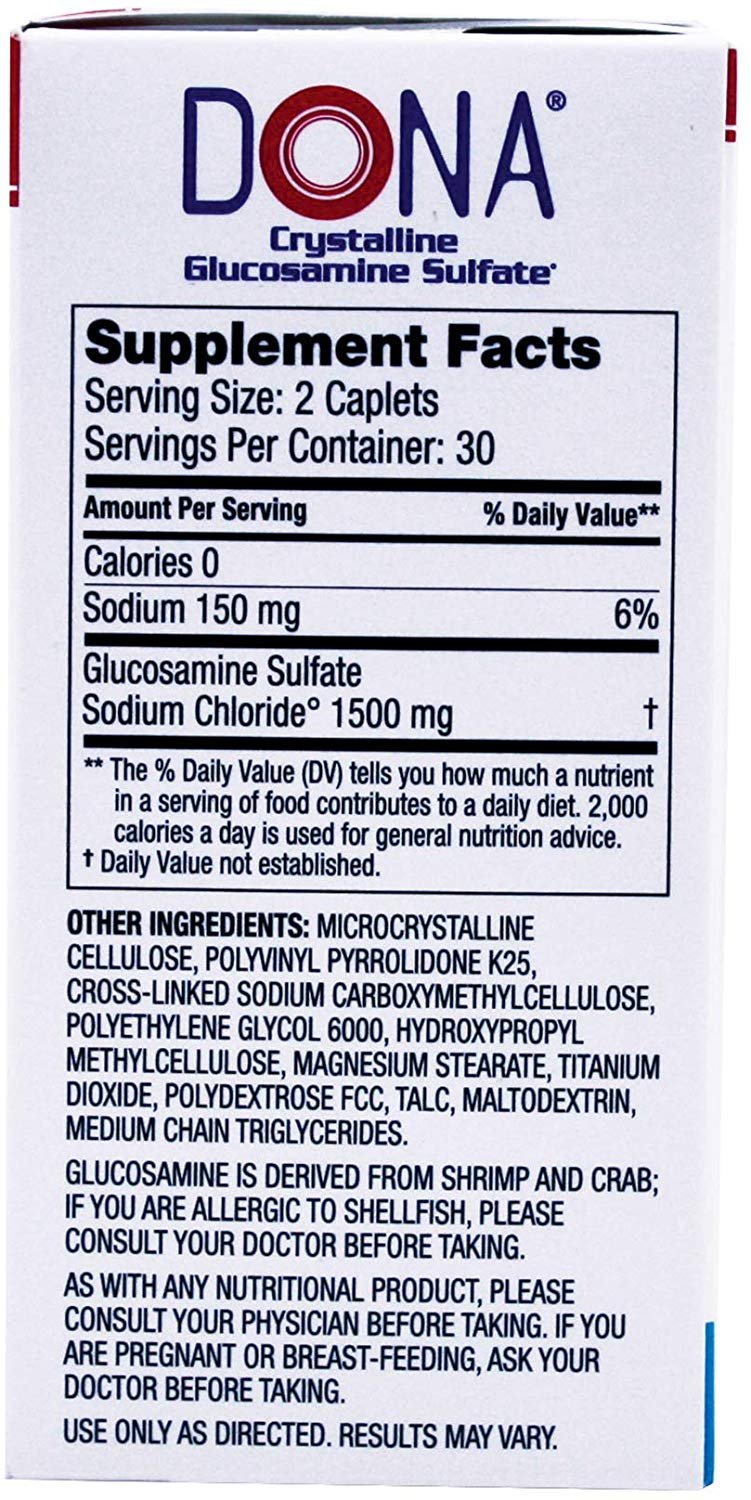 DONA®
Crystalline
Glucosamine Sulfate*
Supplement Facts
Serving Size: 2 Caplets
Servings Per Container: 30
Amount Per Serving % Daily Value**
Calories 0
Sodium 150 mg 6%
Glucosamine Sulfate
Sodium Chloride° 1500 mg †
** The % Daily Value (DV) tells you how much a nutrient
in a serving of food contributes to a daily diet. 2,000
calories a day is used for general nutrition advice.
† Daily Value not established.
OTHER INGREDIENTS: MICROCRYSTALLINE
CELLULOSE, POLYVINYL PYRROLIDONE K25,
CROSS-LINKED SODIUM CARBOXYMETHYLCELLULOSE,
POLYETHYLENE GLYCOL 6000, HYDROXYPROPYL
METHYLCELLULOSE, MAGNESIUM STEARATE, TITANIUM
DIOXIDE, POLYDEXTROSE FCC, TALC, MALTODEXTRIN,
MEDIUM CHAIN TRIGLYCERIDES.
GLUCOSAMINE IS DERIVED FROM SHRIMP AND CRAB;
IF YOU ARE ALLERGIC TO SHELLFISH, PLEASE
CONSULT YOUR DOCTOR BEFORE TAKING.
AS WITH ANY NUTRITIONAL PRODUCT, PLEASE
CONSULT YOUR PHYSICIAN BEFORE TAKING. IF YOU
ARE PREGNANT OR BREAST-FEEDING, ASK YOUR
DOCTOR BEFORE TAKING.
USE ONLY AS DIRECTED. RESULTS MAY VARY.